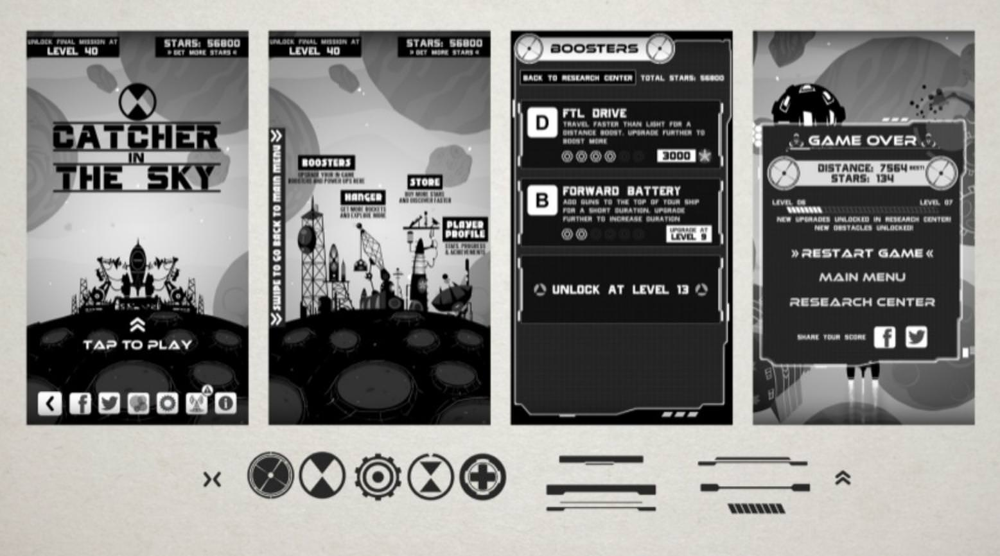 UNLOCK FINAL MISSION AT
LEVEL 40
STARS: 56800
» GET MORE STARS «
CATCHER
IN
THE SKY
TAP TO PLAY
UNLOCK FINAL MISSION AT
LEVEL 40
STARS: 56800
» GET MORE STARS «
» SWIPE TO GO BACK TO MAIN MENU »
BOOSTERS
UPGRADE YOUR IN GAME
BOOSTERS AND POWER UPS HERE
HANGER
GET MORE ROCKETS
AND EXPLORE MORE
STORE
BUY MORE STARS
AND DISCOVER FASTER
PLAYER
PROFILE
STATS, PROGRESS
& ACHIEVEMENTS
BOOSTERS
BACK TO RESEARCH CENTER
TOTAL STARS: 56800
D
FTL DRIVE
TRAVEL FASTER THAN LIGHT FOR A
DISTANCE BOOST. UPGRADE FURTHER TO
BOOST MORE
3000
B
FORWARD BATTERY
ADD GUNS TO THE TOP OF YOUR SHIP
FOR A SHORT DURATION. UPGRADE
FURTHER TO INCREASE DURATION
UPGRADE AT
LEVEL 9
UNLOCK AT LEVEL 13
GAME OVER
DISTANCE: 7564 BEST!
STARS: 134
LEVEL 06
LEVEL 07
NEW UPGRADES UNLOCKED IN RESEARCH CENTER!
NEW OBSTACLES UNLOCKED!
» RESTART GAME «
MAIN MENU
RESEARCH CENTER
SHARE YOUR SCORE